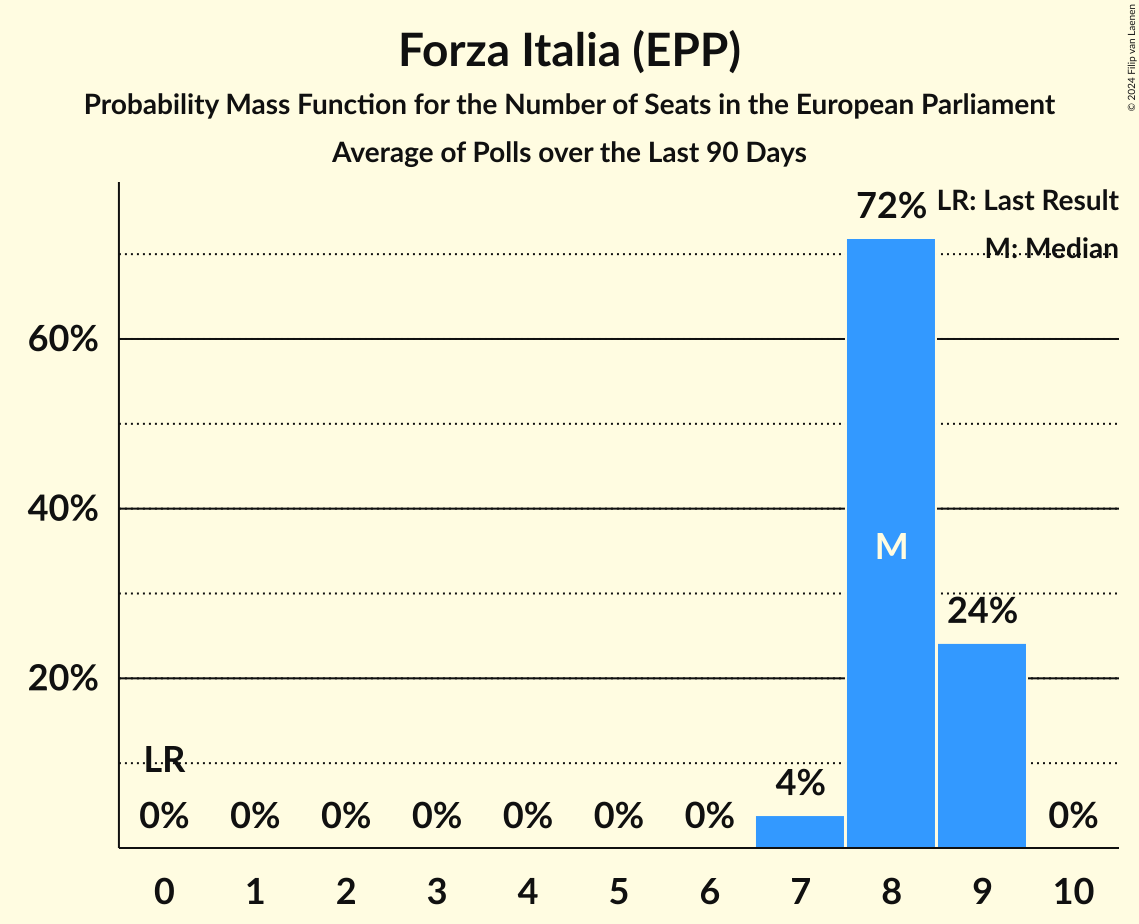 Forza Italia (EPP)
Probability Mass Function for the Number of Seats in the European Parliament
Average of Polls over the Last 90 Days
© 2024 Filip van Laenen
LR: Last Result
M: Median
72%
60%
40%
M
24%
20%
LR
4%
0% 0% 0% 0% 0% 0% 0% 0%
0 1 2 3 4 5 6 7 8 9 10